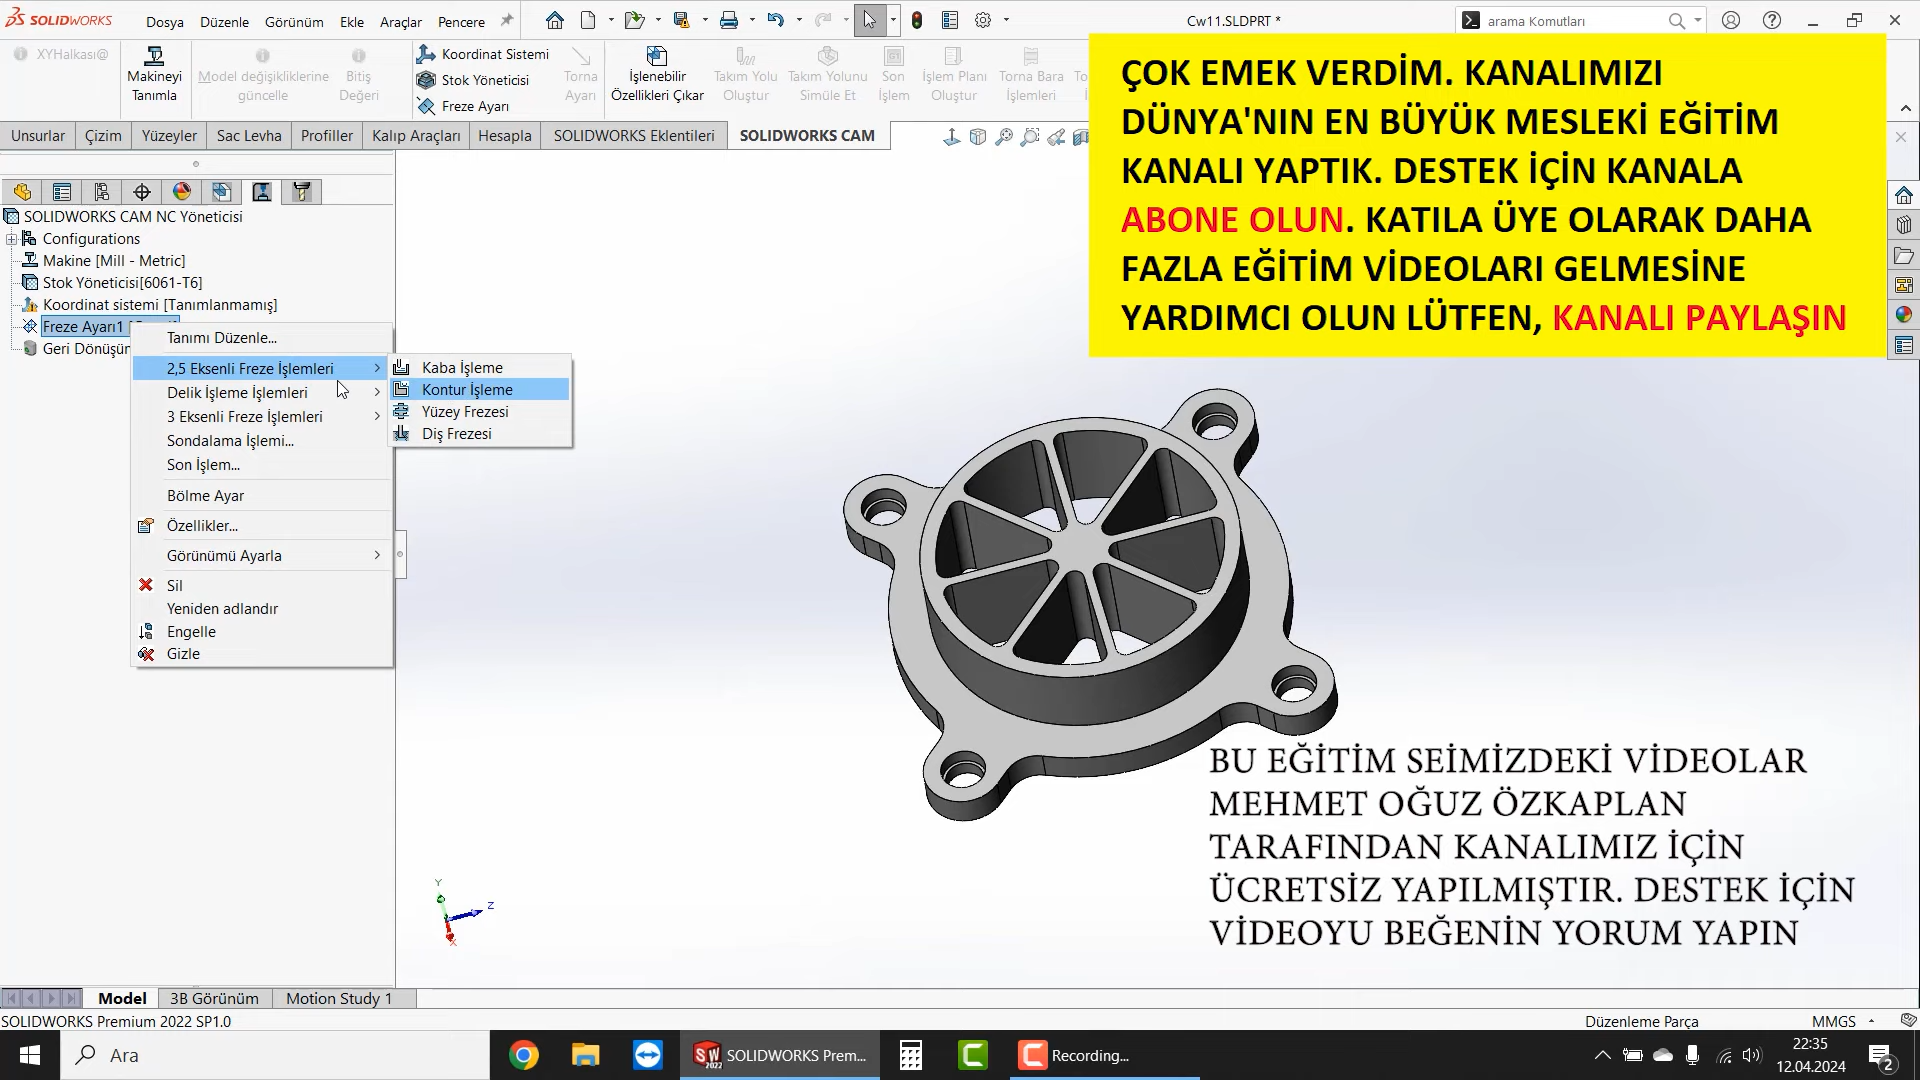 SOLIDWORKS
Dosya Düzenle Görünüm Ekle Araçlar Pencere
Cw11.SLDPRT *
arama Komutları
XYHalkası@
Makineyi Tanımla
Model değişikliklerine güncelle
Bitiş Değeri
Koordinat Sistemi
Stok Yöneticisi
Freze Ayarı
Torna Ayarı
İşlenebilir Özellikleri Çıkar
Takım Yolu Oluştur
Takım Yolunu Simüle Et
Son İşlem
İşlem Planı Oluştur
Torna Bara İşlemleri
Unsurlar Çizim Yüzeyler Sac Levha Profiller Kalıp Araçları Hesapla SOLIDWORKS Eklentileri SOLIDWORKS CAM
ÇOK EMEK VERDİM. KANALIMIZI
DÜNYA'NIN EN BÜYÜK MESLEKİ EĞİTİM
KANALI YAPTIK. DESTEK İÇİN KANALA
ABONE OLUN. KATILA ÜYE OLARAK DAHA
FAZLA EĞİTİM VİDEOLARI GELMESİNE
YARDIMCI OLUN LÜTFEN, KANALI PAYLAŞIN
SOLIDWORKS CAM NC Yöneticisi
Configurations
Makine [Mill - Metric]
Stok Yöneticisi[6061-T6]
Koordinat sistemi [Tanımlanmamış]
Freze Ayarı1
Geri Dönüşün
Tanımı Düzenle...
2,5 Eksenli Freze İşlemleri
Delik İşleme İşlemleri
3 Eksenli Freze İşlemleri
Sondalama İşlemi...
Son İşlem...
Bölme Ayar
Özellikler...
Görünümü Ayarla
Sil
Yeniden adlandır
Engelle
Gizle
Kaba İşleme
Kontur İşleme
Yüzey Frezesi
Diş Frezesi
Y
Z
X
BU EĞİTİM SEİMİZDEKİ VİDEOLAR
MEHMET OĞUZ ÖZKAPLAN
TARAFINDAN KANALIMIZ İÇİN
ÜCRETSİZ YAPILMIŞTIR. DESTEK İÇİN
VİDEOYU BEĞENİN YORUM YAPIN
Model 3B Görünüm Motion Study 1
SOLIDWORKS Premium 2022 SP1.0
Düzenleme Parça
MMGS
Ara
SOLIDWORKS Prem...
Recording...
22:35
12.04.2024
2